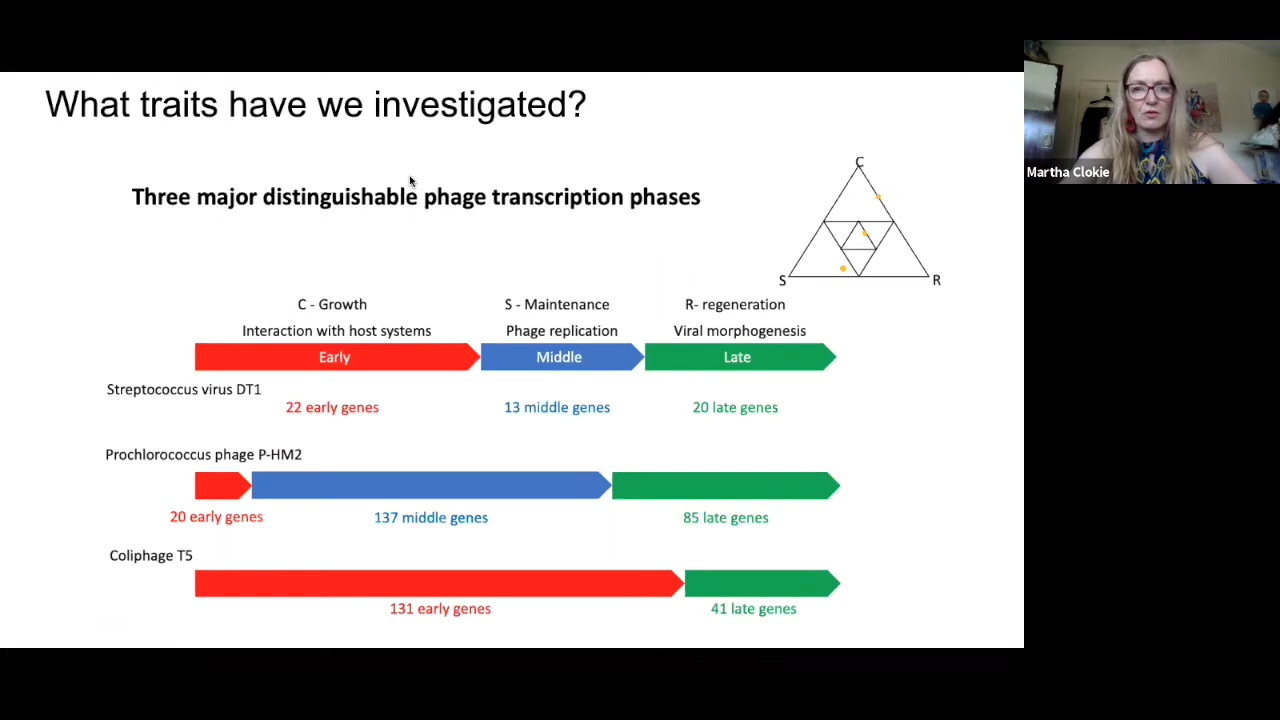 What traits have we investigated?
Martha Clokie
Three major distinguishable phage transcription phases
C
S
R
C - Growth
S - Maintenance
R- regeneration
Interaction with host systems
Phage replication
Viral morphogenesis
Early
Middle
Late
Streptococcus virus DT1
22 early genes
13 middle genes
20 late genes
Prochlorococcus phage P-HM2
20 early genes
137 middle genes
85 late genes
Coliphage T5
131 early genes
41 late genes